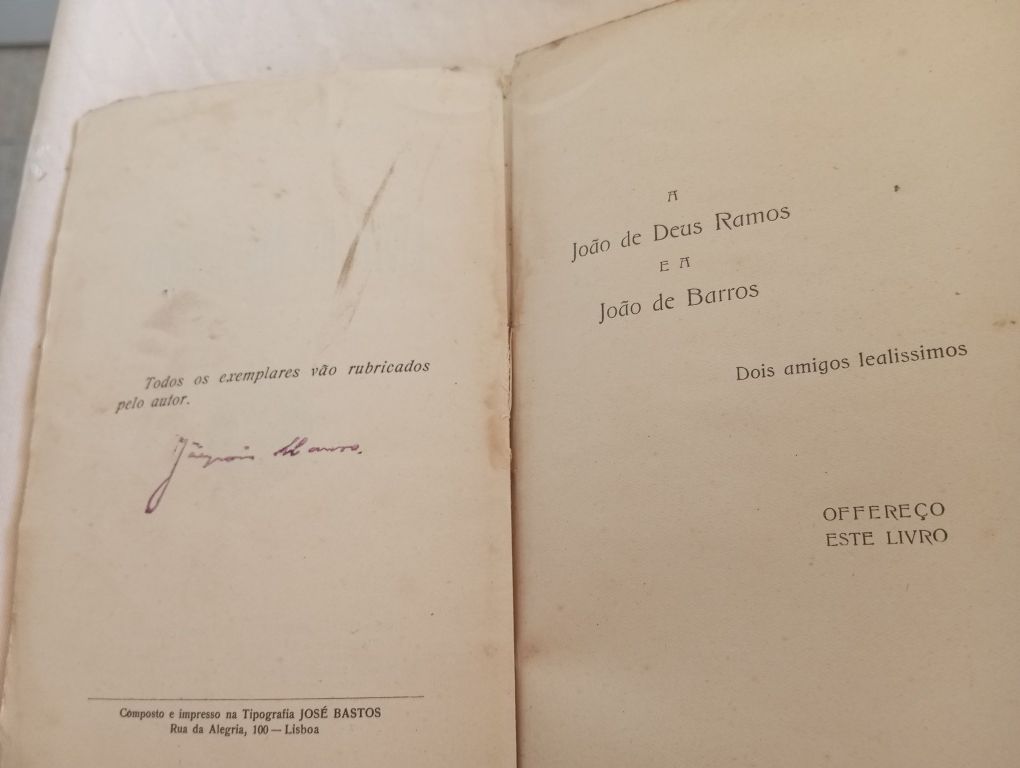 Todos os exemplares vão rubricados
pelo autor.
Composto e impresso na Tipografia JOSÉ BASTOS
Rua da Alegria, 100 — Lisboa
A
João de Deus Ramos
E A
João de Barros
Dois amigos lealissimos
OFFEREÇO
ESTE LIVRO